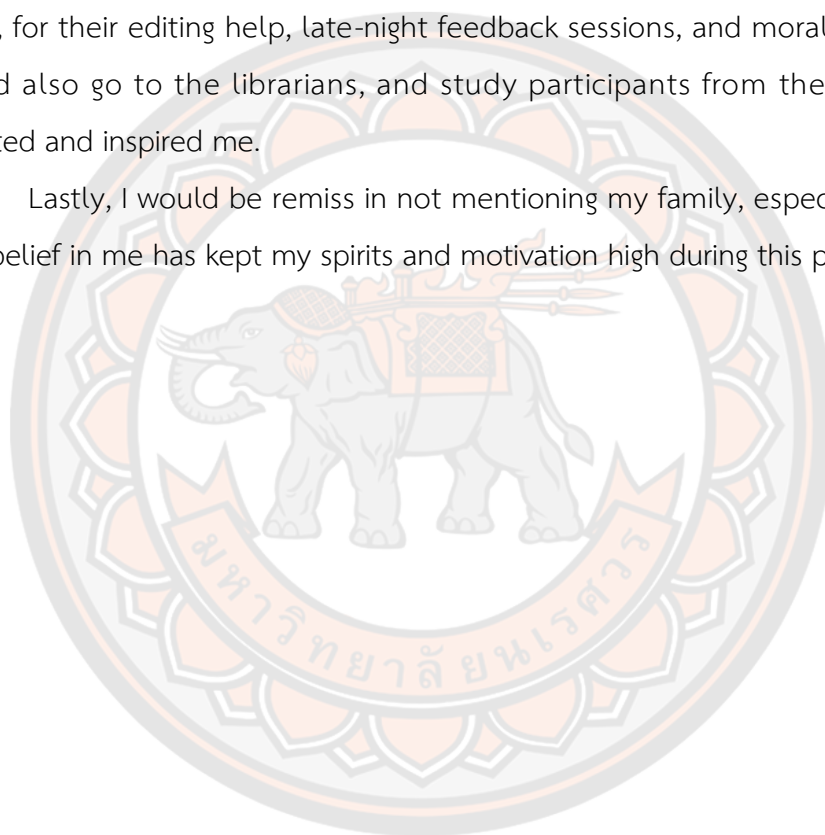 , for their editing help, late-night feedback sessions, and moral
d also go to the librarians, and study participants from the
ted and inspired me.
Lastly, I would be remiss in not mentioning my family, espec
belief in me has kept my spirits and motivation high during this p
มหาวิทยาลัยนเรศวร